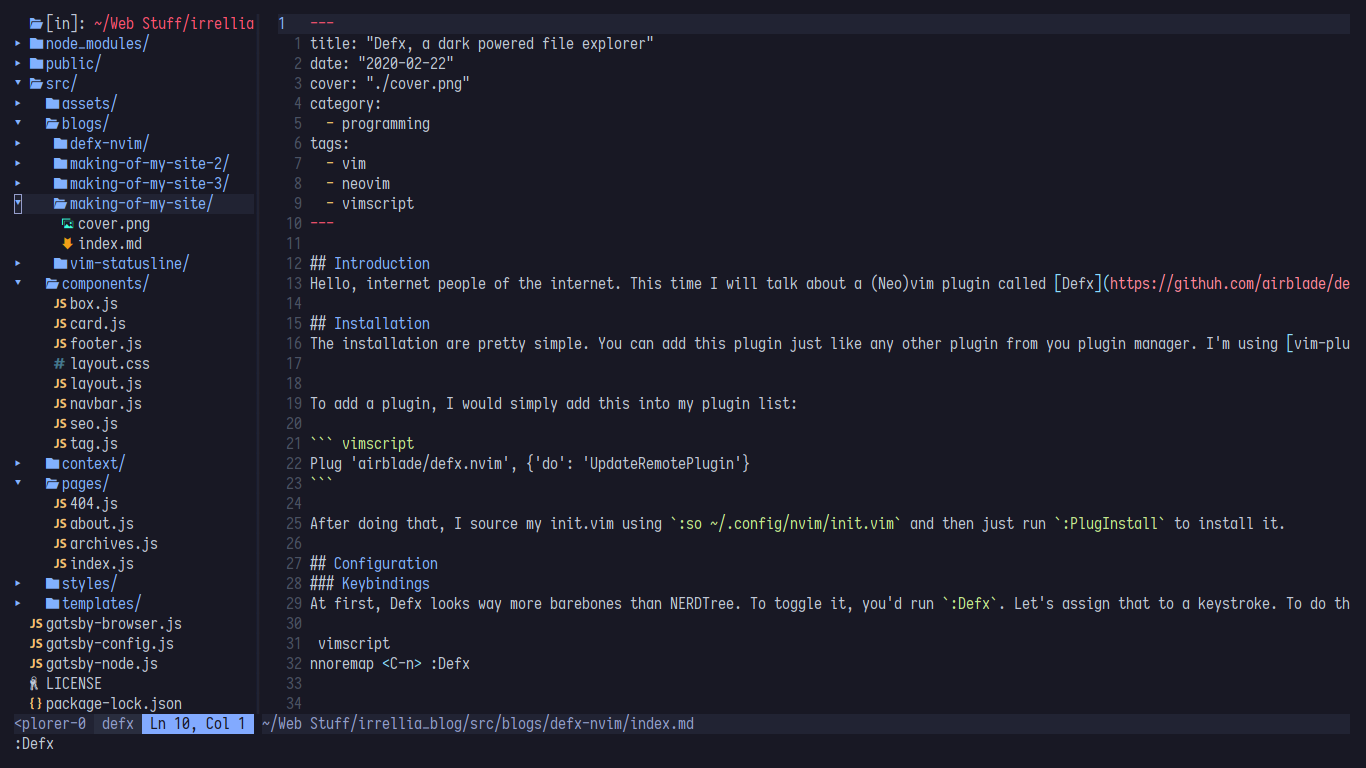 [in]: ~/Web Stuff/irrellia
node_modules/
public/
src/
assets/
blogs/
defx-nvim/
making-of-my-site-2/
making-of-my-site-3/
making-of-my-site/
cover.png
index.md
vim-statusline/
components/
JS box.js
JS card.js
JS footer.js
# layout.css
JS layout.js
JS navbar.js
JS seo.js
JS tag.js
context/
pages/
JS 404.js
JS about.js
JS archives.js
JS index.js
styles/
templates/
JS gatsby-browser.js
JS gatsby-config.js
JS gatsby-node.js
LICENSE
{} package-lock.json
<plorer-0 defx Ln 10, Col 1
1 ---
1 title: "Defx, a dark powered file explorer"
2 date: "2020-02-22"
3 cover: "./cover.png"
4 category:
5 - programming
6 tags:
7 - vim
8 - neovim
9 - vimscript
10 ---
11
12 ## Introduction
13 Hello, internet people of the internet. This time I will talk about a (Neo)vim plugin called [Defx](https://githuh.com/airblade/de
14
15 ## Installation
16 The installation are pretty simple. You can add this plugin just like any other plugin from you plugin manager. I'm using [vim-plu
17
18
19 To add a plugin, I would simply add this into my plugin list:
20
21 ``` vimscript
22 Plug 'airblade/defx.nvim', {'do': 'UpdateRemotePlugin'}
23 ```
24
25 After doing that, I source my init.vim using `:so ~/.config/nvim/init.vim` and then just run `:PlugInstall` to install it.
26
27 ## Configuration
28 ### Keybindings
29 At first, Defx looks way more barebones than NERDTree. To toggle it, you'd run `:Defx`. Let's assign that to a keystroke. To do th
30
31 vimscript
32 nnoremap <C-n> :Defx
33
34
~/Web Stuff/irrellia_blog/src/blogs/defx-nvim/index.md
:Defx